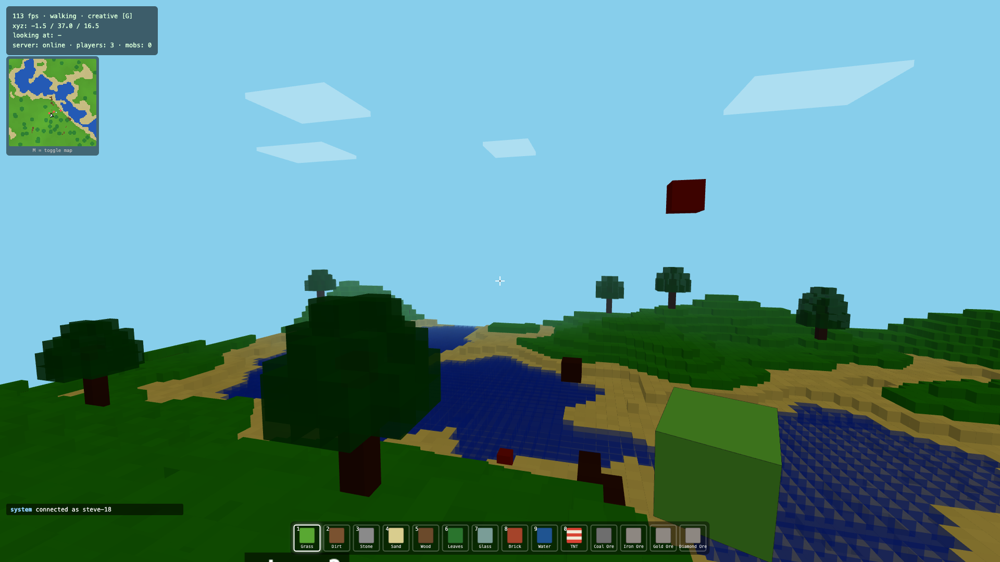 113 fps · walking · creative [G]
xyz: −1.5 / 37.0 / 16.5
looking at: —
server: online · players: 3 · mobs: 0
M = toggle map
system connected as steve-18
1 2 3 4 5 6 7 8 9 0
Grass Dirt Stone Sand Wood Leaves Glass Brick Water TNT Coal Ore Iron Ore Gold Ore Diamond Ore